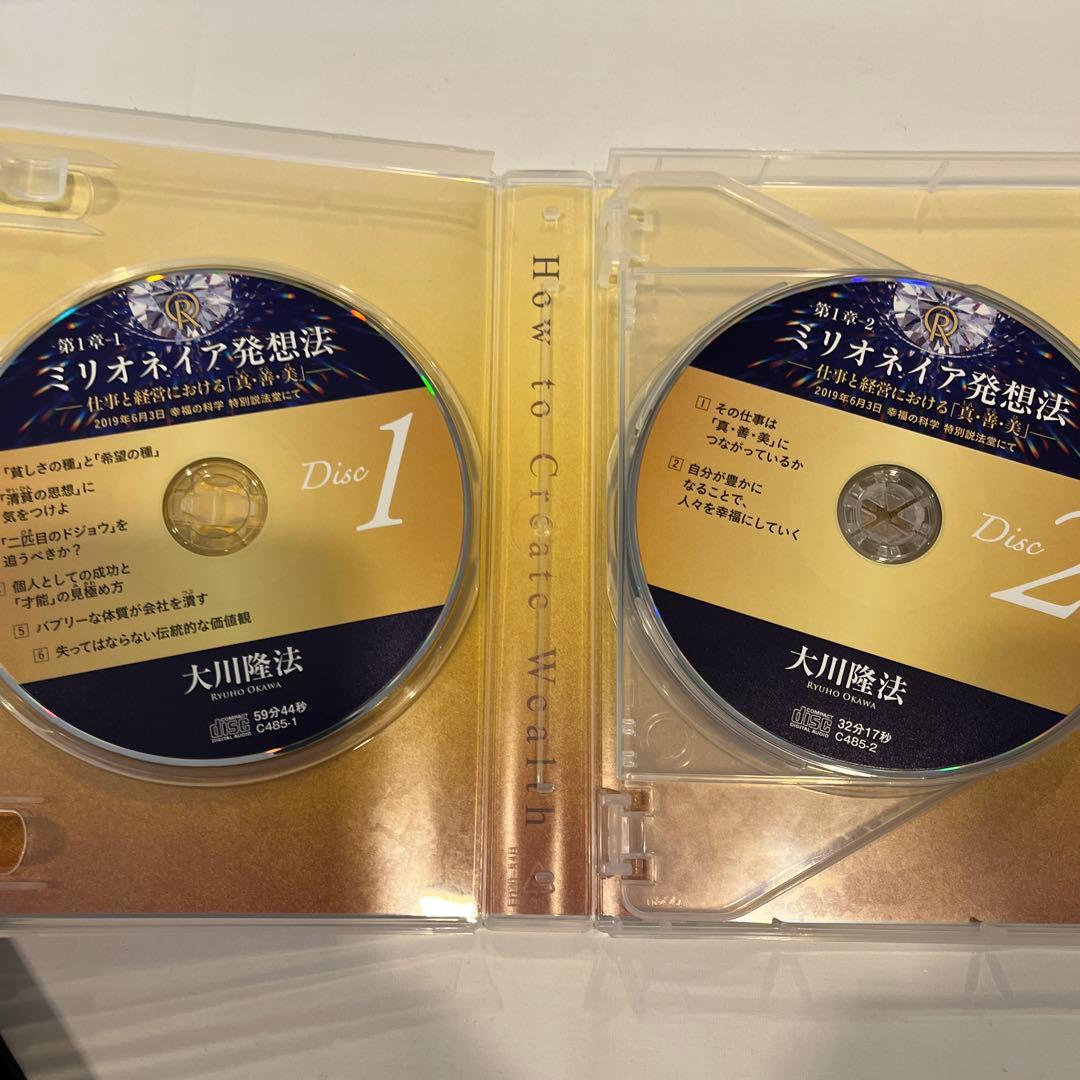 R
第1章-1
ミリオネイア発想法
仕事と経営における「真・善・美」
2019年6月3日 幸福の科学 特別説法堂にて
「貧しさの種」と「希望の種」
「清貧の思想」に
気をつけよ
「二匹目のドジョウ」を
追うべきか?
個人としての成功と
「才能」の見極め方
5 バブリーな体質が会社を潰す
6 失ってはならない伝統的な価値観
Disc 1
大川隆法
RYUHO OKAWA
COMPACT
disc
DIGITAL AUDIO
59分44秒
C485-1
How to Create Wealth
R
第1章-2
ミリオネイア発想法
仕事と経営における「真・善・美」
2019年6月3日 幸福の科学 特別説法堂にて
1 その仕事は
「真・善・美」に
つながっているか
2 自分が豊かに
なることで、
人々を幸福にしていく
Disc 2
大川隆法
RYUHO OKAWA
COMPACT
disc
DIGITAL AUDIO
32分17秒
C485-2